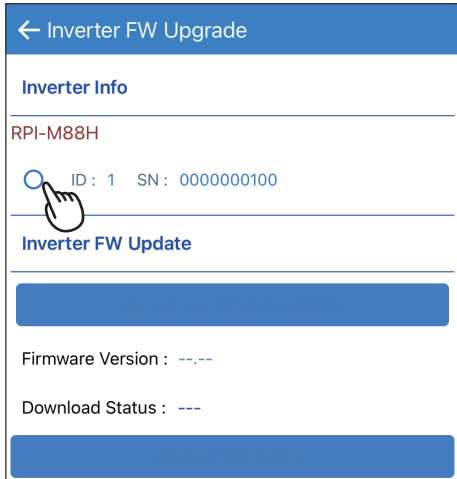 ← Inverter FW Upgrade
Inverter Info
RPI-M88H
ID : 1 SN : 0000000100
Inverter FW Update
Firmware Version : --.--
Download Status : ---